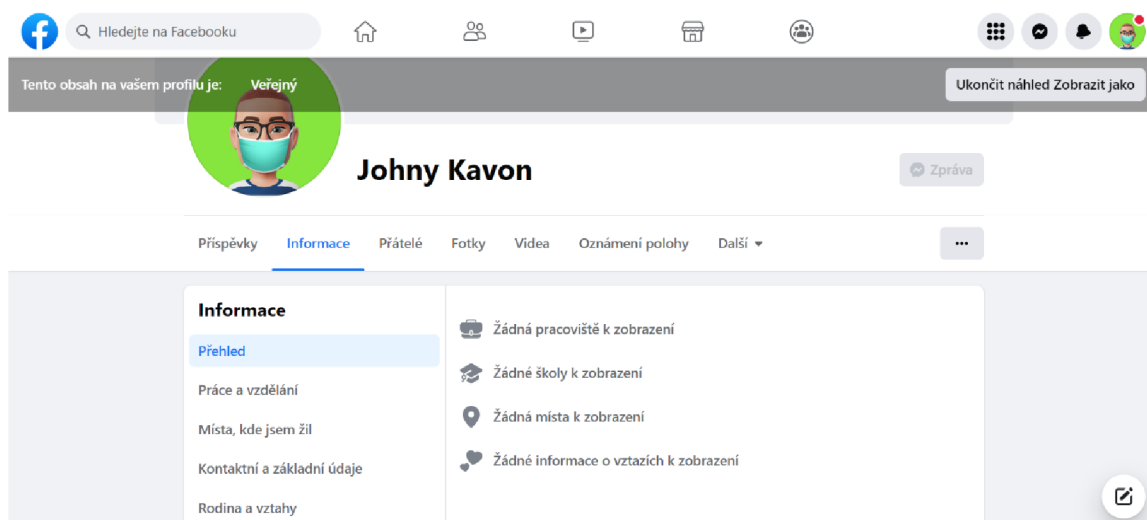 Hledejte na Facebooku
Tento obsah na vašem profilu je: Veřejný
Ukončit náhled Zobrazit jako
Johny Kavon
Zpráva
Příspěvky Informace Přátelé Fotky Videa Oznámení polohy Další
Informace
Přehled
Práce a vzdělání
Místa, kde jsem žil
Kontaktní a základní údaje
Rodina a vztahy
Žádná pracoviště k zobrazení
Žádné školy k zobrazení
Žádná místa k zobrazení
Žádné informace o vztazích k zobrazení